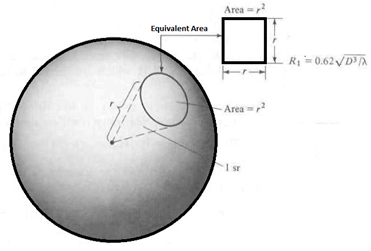 Area = r²
Equivalent Area
r
R₁ = 0.62√D³/λ
r
r
Area = r²
1 sr